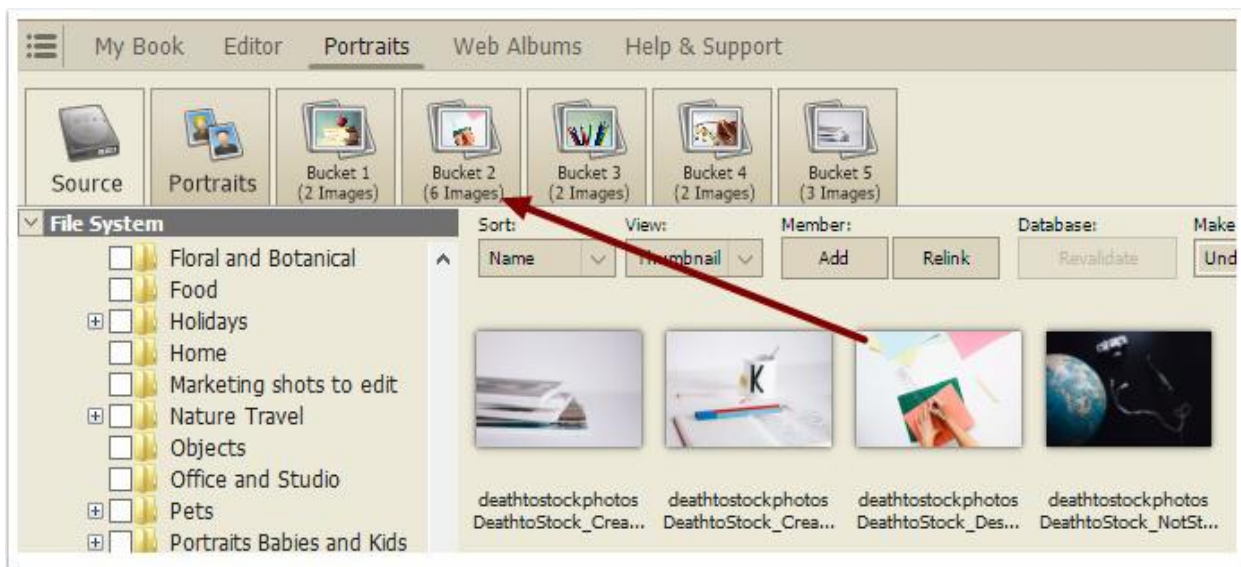 My Book Editor Portraits Web Albums Help & Support
Source
Portraits
Bucket 1
(2 Images)
Bucket 2
(6 Images)
Bucket 3
(2 Images)
Bucket 4
(2 Images)
Bucket 5
(3 Images)
File System
Floral and Botanical
Food
Holidays
Home
Marketing shots to edit
Nature Travel
Objects
Office and Studio
Pets
Portraits Babies and Kids
Sort: View: Member: Database: Make
Name Thumbnail Add Relink Revalidate Und
K
deathtostockphotos
DeathtoStock_Crea...
deathtostockphotos
DeathtoStock_Crea...
deathtostockphotos
DeathtoStock_Des...
deathtostockphotos
DeathtoStock_NotSt...